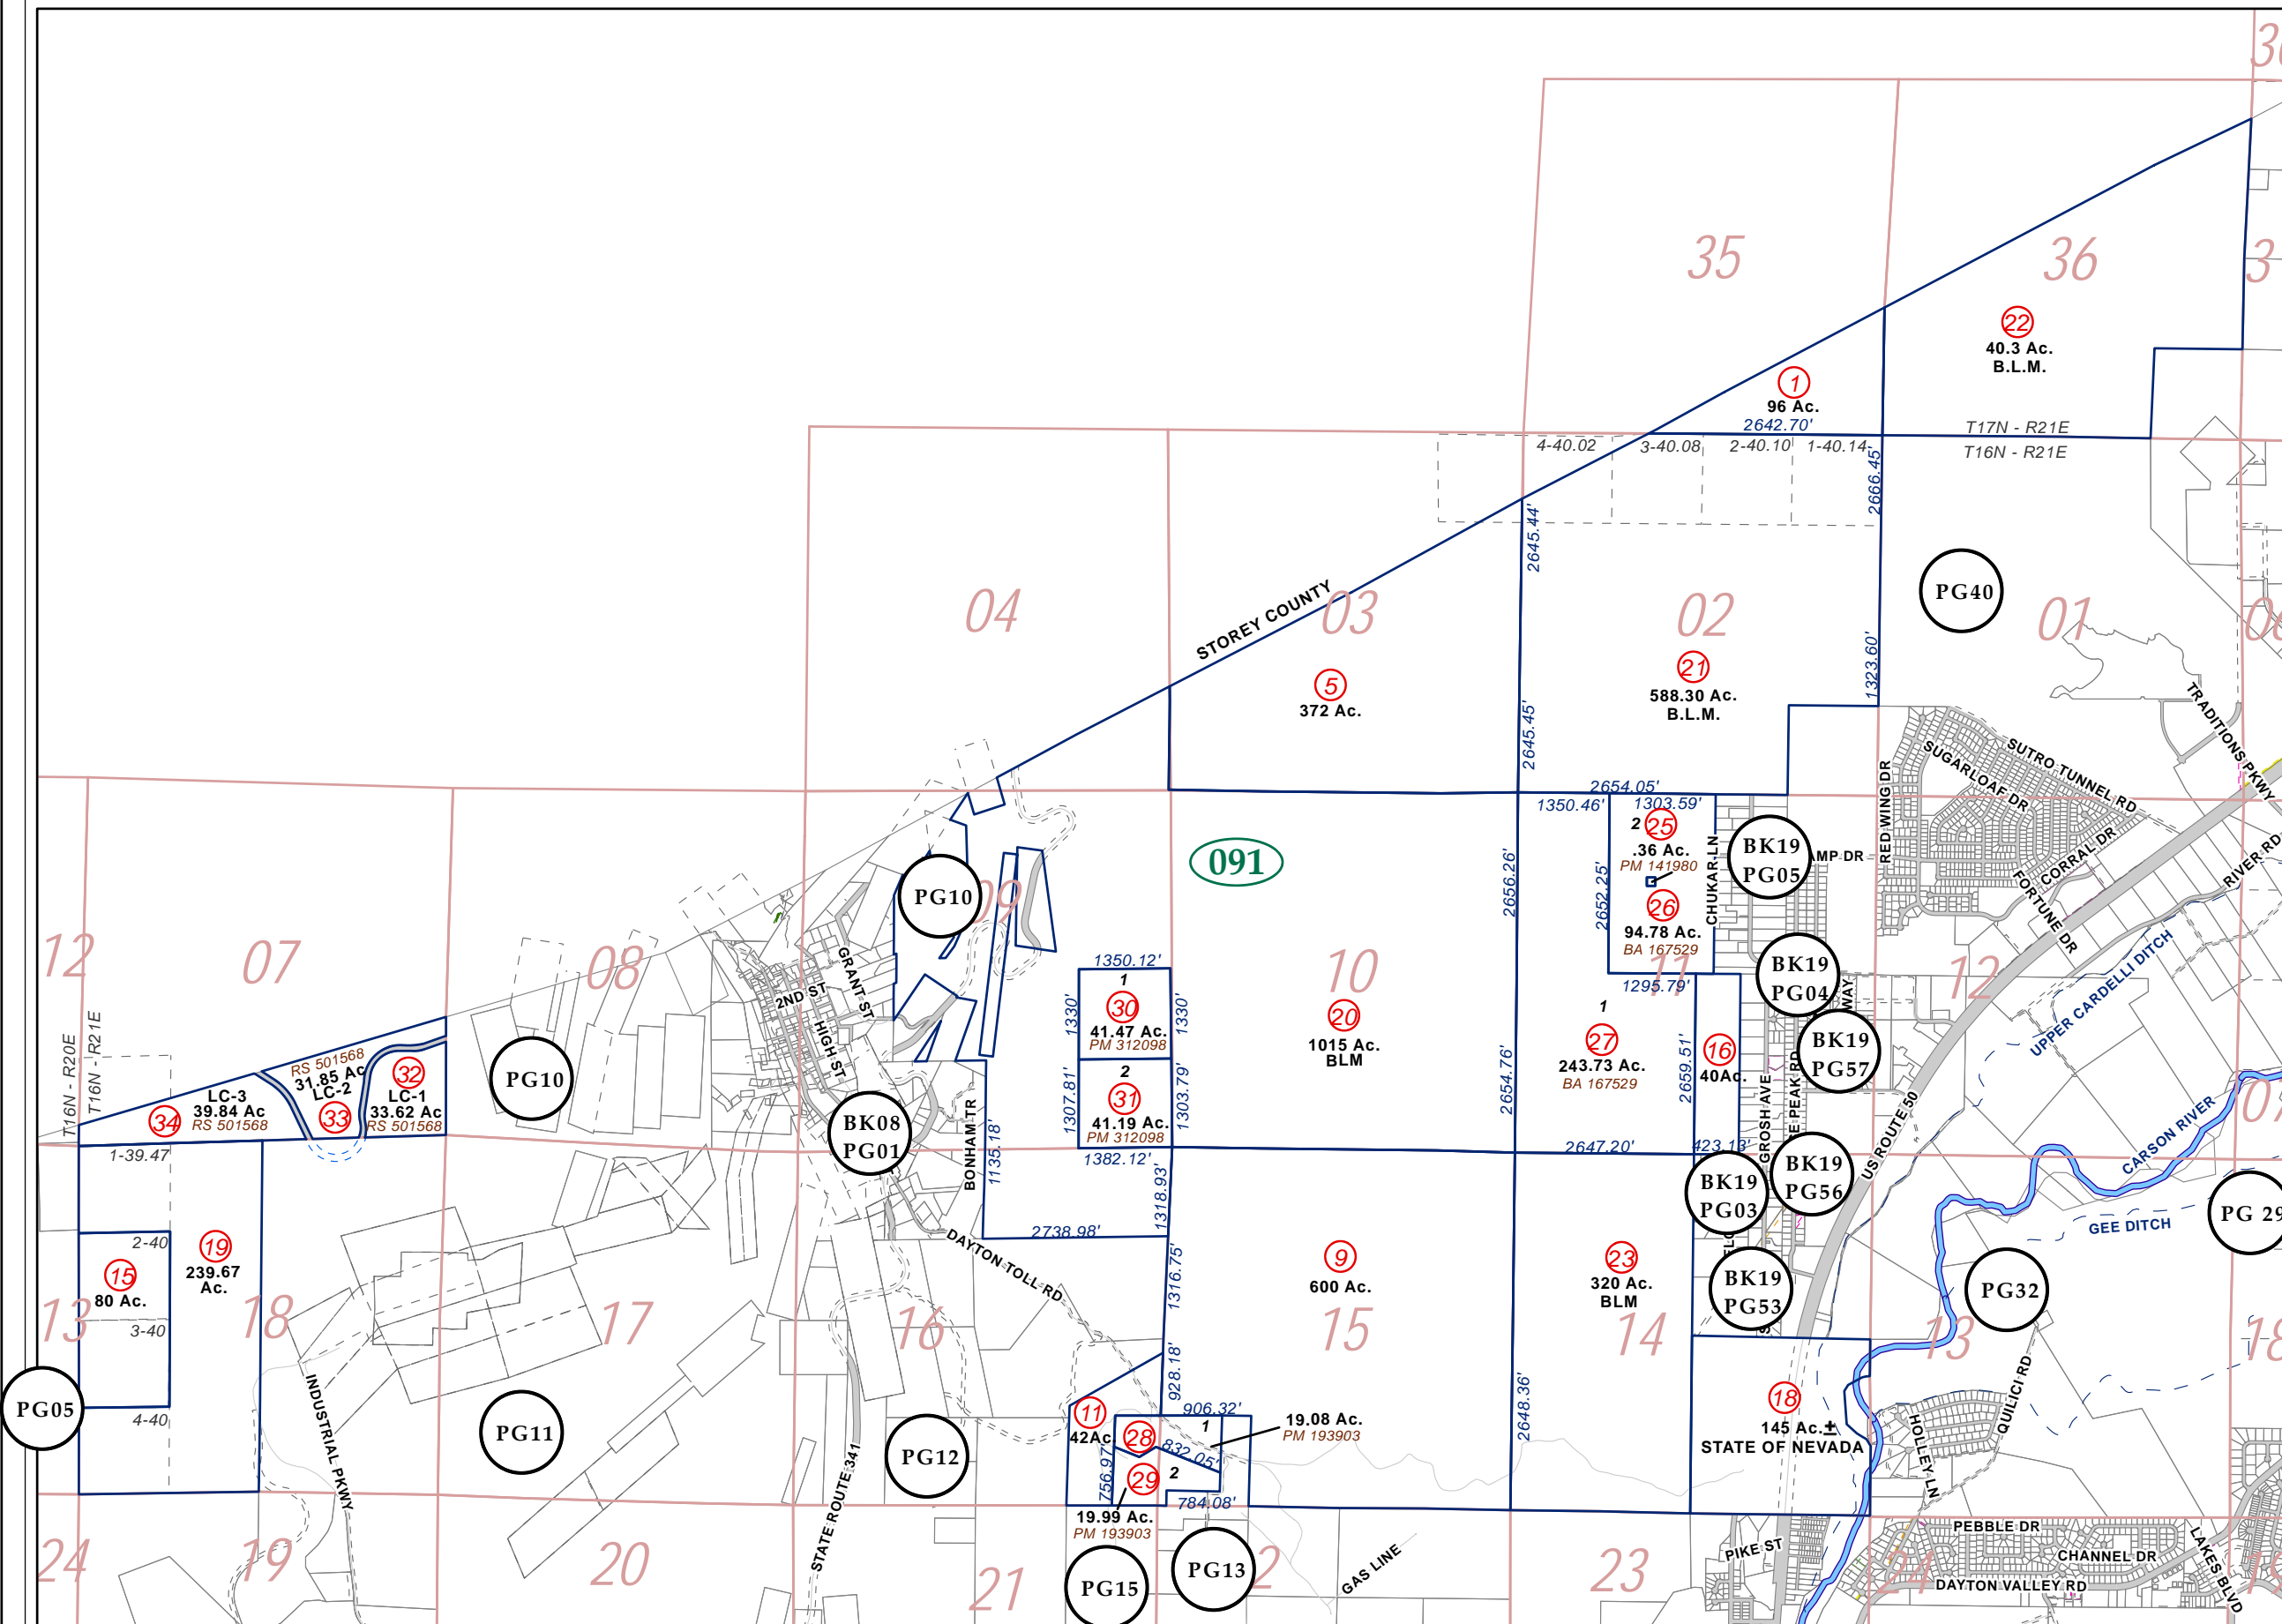 30
35
36
3
22
40.3 Ac.
B.L.M.
1
96 Ac.
2642.70'
T17N - R21E
T16N - R21E
4-40.02
3-40.08
2-40.10
1-40.14
2666.45'
2645.44'
STOREY COUNTY
04
03
02
01
PG40
21
588.30 Ac.
B.L.M.
5
372 Ac.
1323.60'
2645.45'
TRADITIONS PKWY
SUTRO TUNNEL RD
SUGARLOAF DR
RED WING DR
CORRAL DR
FORTUNE DR
RIVER RD
2654.05'
1350.46'
1303.59'
2
25
.36 Ac.
PM 141980
26
94.78 Ac.
BA 167529
CHUKAR LN
BK19
PG05
AMP DR
091
2656.26'
2652.25'
PG10
09
12
07
08
10
11
12
BK19
PG04
WAY
BK19
PG57
UPPER CARDELLI DITCH
GRANT ST
2ND ST
HIGH ST
1350.12'
1
30
41.47 Ac.
PM 312098
1330'
1330'
2
31
41.19 Ac.
PM 312098
1307.81'
1303.79'
1382.12'
20
1015 Ac.
BLM
1295.79'
1
27
243.73 Ac.
BA 167529
2654.76'
2659.51'
16
40Ac.
2647.20'
423.13'
GROSH AVE
E PEAK RD
US ROUTE 50
CARSON RIVER
07
T16N - R20E
T16N - R21E
RS 501568
31.85 Ac
LC-2
33
32
LC-1
33.62 Ac
RS 501568
LC-3
39.84 Ac
RS 501568
34
PG10
BK08
PG01
BONHAM TR
1135.18'
1318.93'
2738.98'
BK19
PG03
BK19
PG56
BK19
PG53
FLO
GEE DITCH
PG 29
1-39.47
2-40
15
80 Ac.
3-40
4-40
19
239.67
Ac.
13
18
17
16
15
14
13
18
DAYTON TOLL RD
1316.75'
9
600 Ac.
23
320 Ac.
BLM
PG32
PG05
INDUSTRIAL PKWY
PG11
STATE ROUTE 341
PG12
928.18'
11
42Ac.
28
906.32'
1
19.08 Ac.
PM 193903
832.05'
756.97'
29
2
784.08'
19.99 Ac.
PM 193903
2648.36'
18
145 Ac.±
STATE OF NEVADA
HOLLEY LN
QUILICI RD
24
19
20
21
PG15
PG13
2
GAS LINE
23
PIKE ST
24
PEBBLE DR
CHANNEL DR
DAYTON VALLEY RD
LAKES BLVD
19